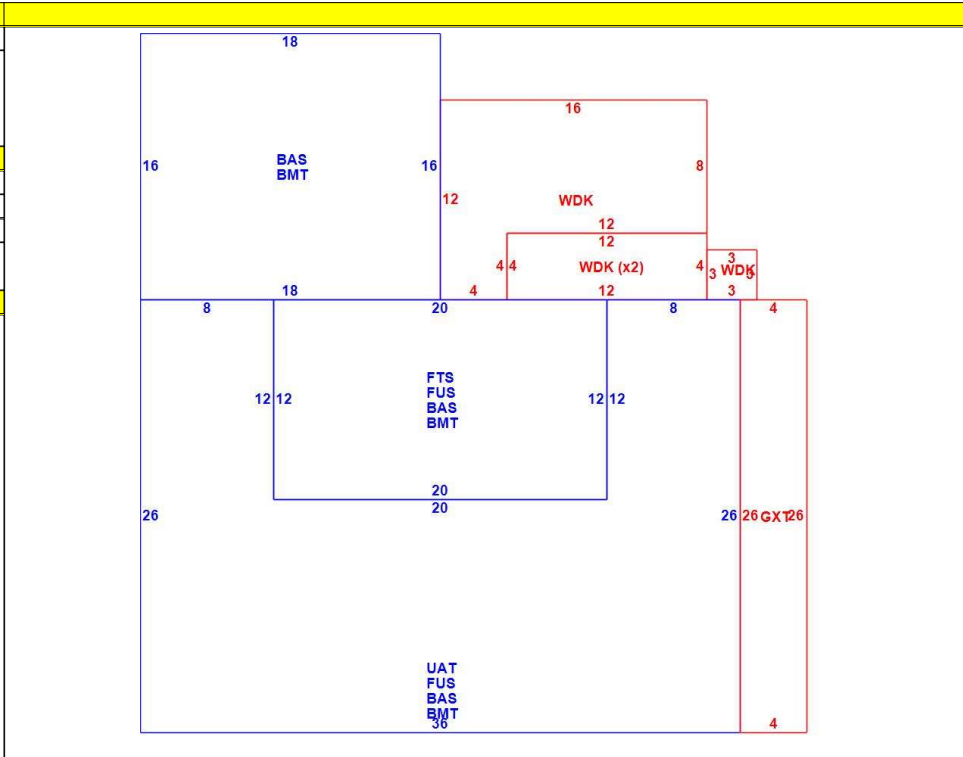 18
16
BAS
BMT
16
16
8
12
WDK
12
12
4 4
WDK (x2)
4
3
3 WDK
3
18
4
12
3
8
20
8
4
FTS
FUS
BAS
BMT
12 12
12 12
20
20
26
26 26 GXT 26
UAT
FUS
BAS
BMT
36
4